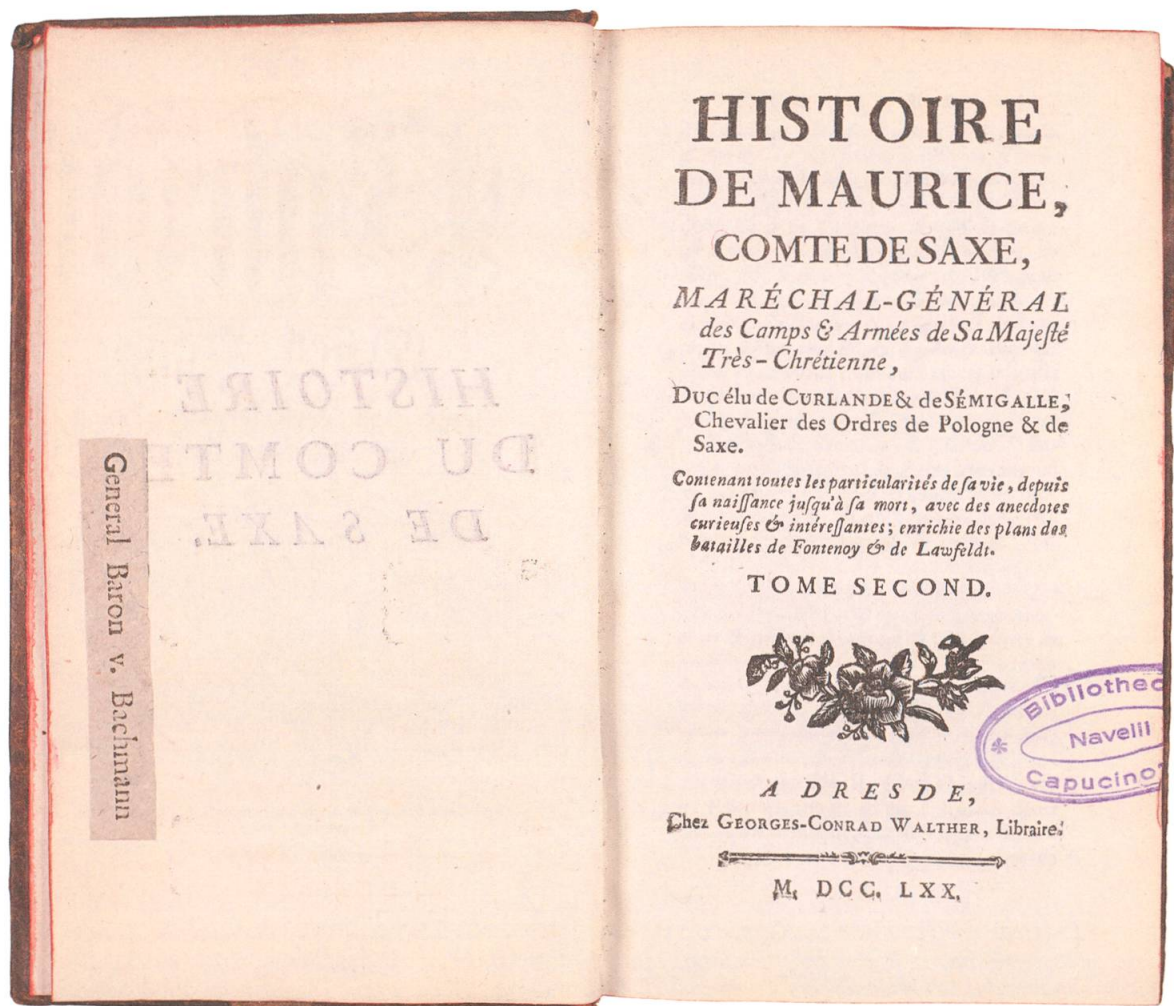 General Baron v. Bachmann
HISTOIRE
DU COMTE
DE SAXE.
HISTOIRE
DE MAURICE,
COMTE DE SAXE,
MARÉCHAL-GÉNÉRAL
des Camps & Armées de Sa Majeſté
Très-Chrétienne,
DUC élu de CURLANDE & de SÉMIGALLE,
Chevalier des Ordres de Pologne & de
Saxe.
Contenant toutes les particularités de ſa vie, depuis
ſa naiſſance juſqu'à ſa mort, avec des anecdotes
curieuſes & intéreſſantes; enrichie des plans des
batailles de Fontenoy & de Lawfeldt.
TOME SECOND.
Bibliothec
Navelli
Capucino
A DRESDE,
Chez GEORGES-CONRAD WALTHER, Libraire.
M. DCC. LXX.